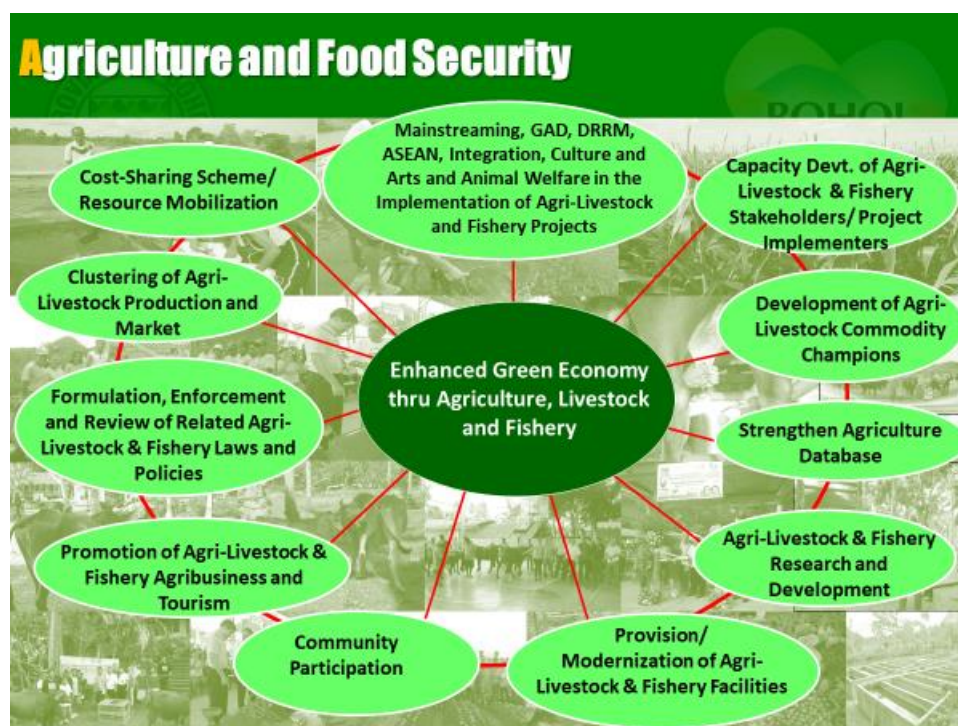 Agriculture and Food Security
BOHOL
Mainstreaming, GAD, DRRM,
ASEAN, Integration, Culture and
Arts and Animal Welfare in the
Implementation of Agri-Livestock
and Fishery Projects
Capacity Devt. of Agri-
Livestock & Fishery
Stakeholders/ Project
Implementers
Development of Agri-
Livestock Commodity
Champions
Strengthen Agriculture
Database
Agri-Livestock & Fishery
Research and
Development
Provision/
Modernization of Agri-
Livestock & Fishery Facilities
Community
Participation
Promotion of Agri-Livestock &
Fishery Agribusiness and
Tourism
Formulation, Enforcement
and Review of Related Agri-
Livestock & Fishery Laws and
Policies
Clustering of Agri-
Livestock Production and
Market
Cost-Sharing Scheme/
Resource Mobilization
Enhanced Green Economy
thru Agriculture, Livestock
and Fishery